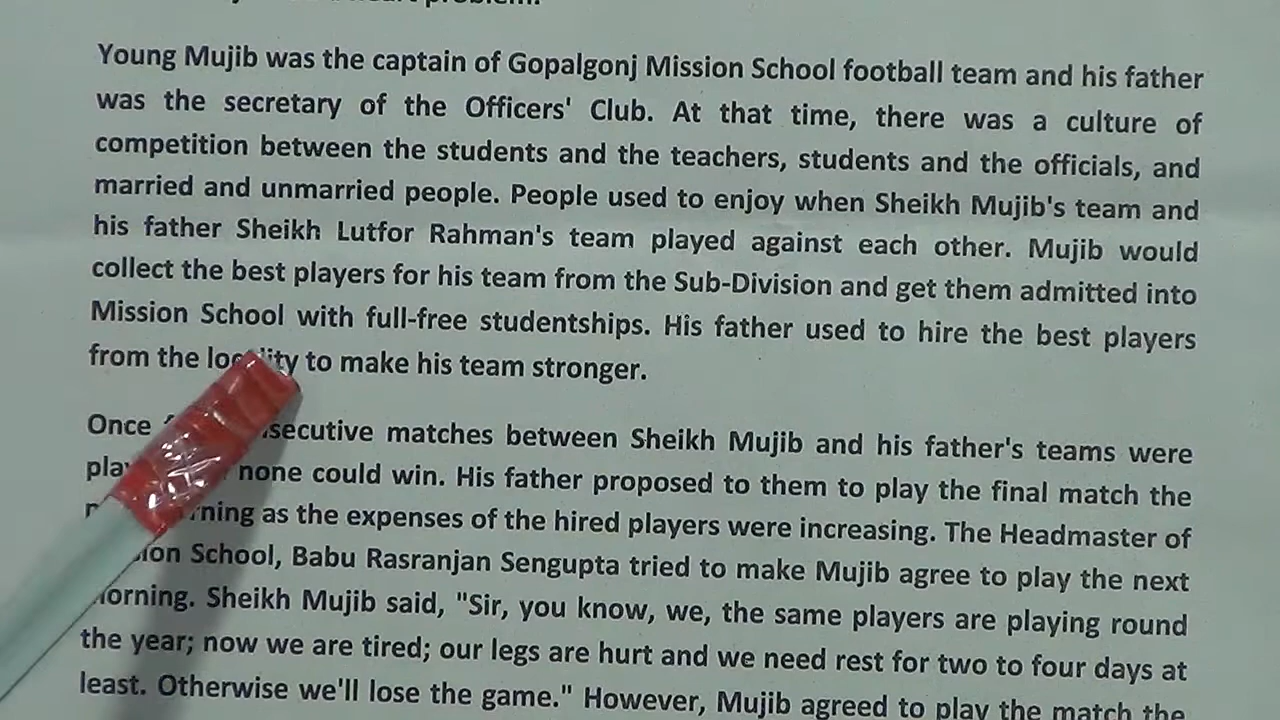 problem.
Young Mujib was the captain of Gopalgonj Mission School football team and his father
was the secretary of the Officers' Club. At that time, there was a culture of
competition between the students and the teachers, students and the officials, and
married and unmarried people. People used to enjoy when Sheikh Mujib's team and
his father Sheikh Lutfor Rahman's team played against each other. Mujib would
collect the best players for his team from the Sub-Division and get them admitted into
Mission School with full-free studentships. His father used to hire the best players
from the locality to make his team stronger.
Once consecutive matches between Sheikh Mujib and his father's teams were
none could win. His father proposed to them to play the final match the
morning as the expenses of the hired players were increasing. The Headmaster of
Mission School, Babu Rasranjan Sengupta tried to make Mujib agree to play the next
morning. Sheikh Mujib said, "Sir, you know, we, the same players are playing round
the year; now we are tired; our legs are hurt and we need rest for two to four days at
least. Otherwise we'll lose the game." However, Mujib agreed to play the match the